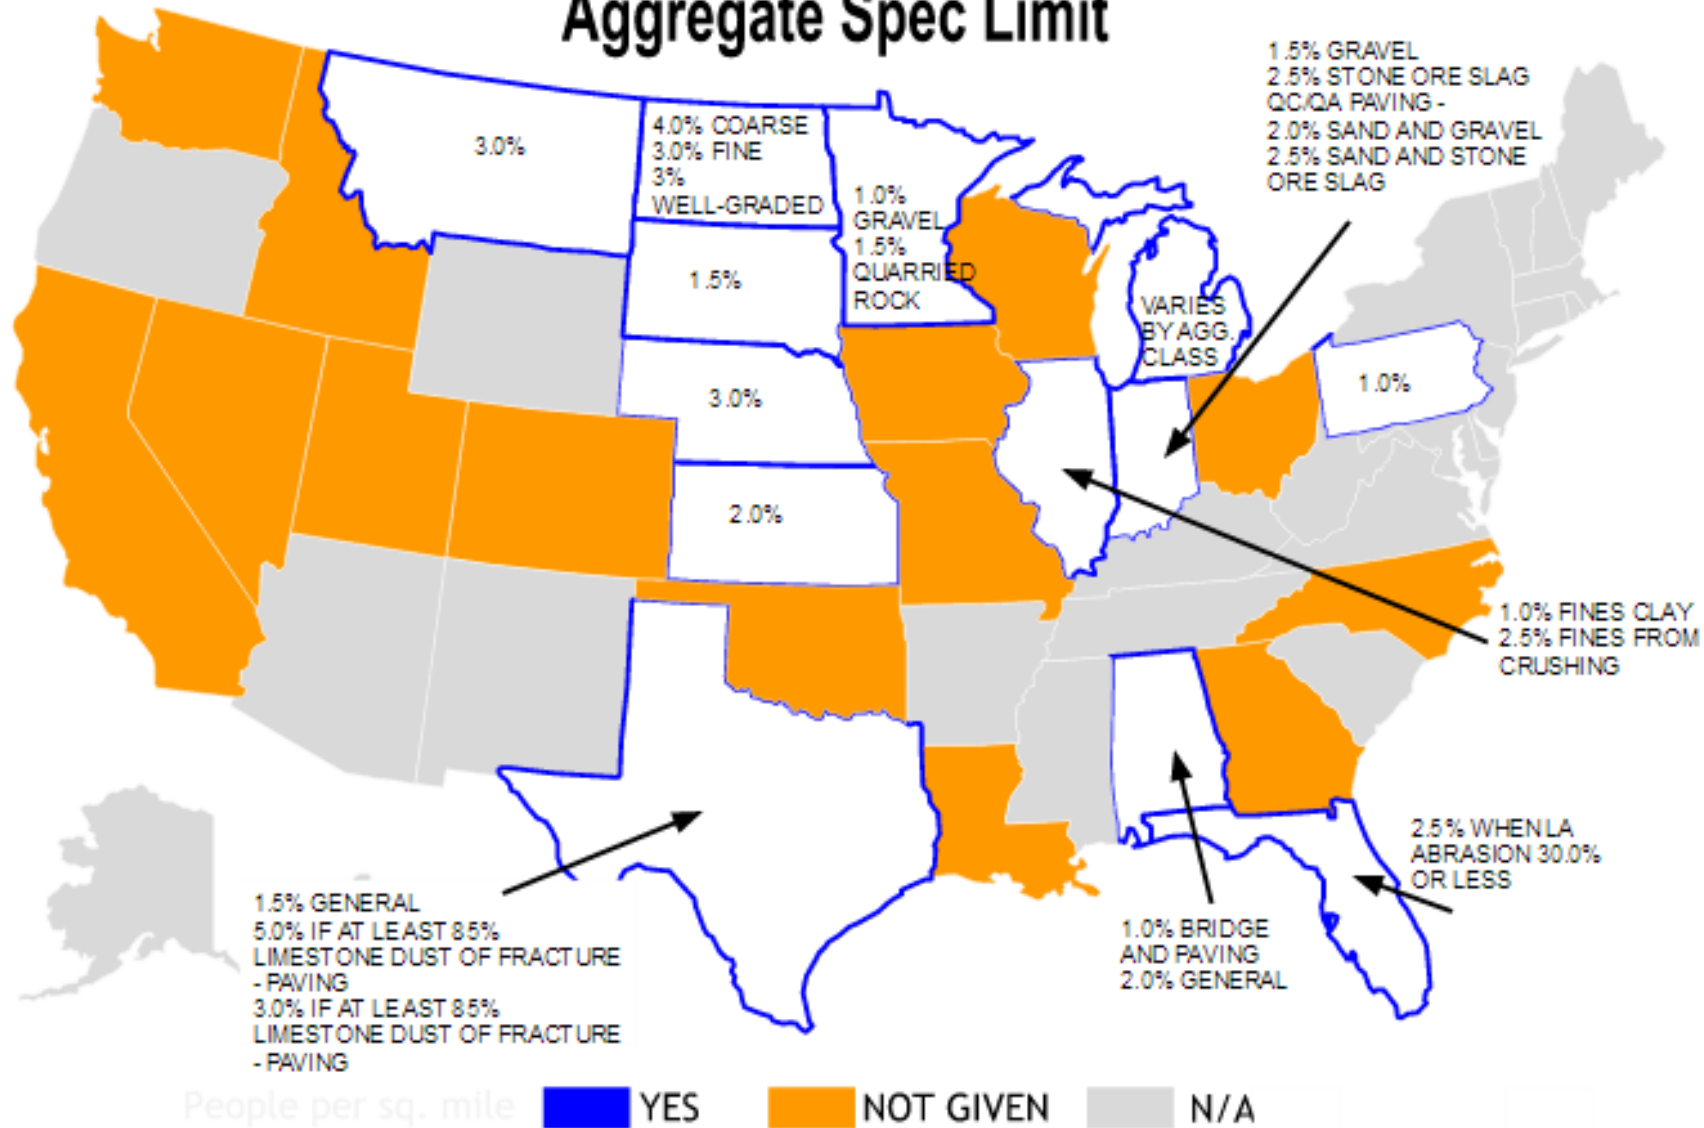 Aggregate Spec Limit
1.5% GRAVEL
2.5% STONE ORE SLAG
QC/QA PAVING -
2.0% SAND AND GRAVEL
2.5% SAND AND STONE
ORE SLAG
3.0%
4.0% COARSE
3.0% FINE
3%
WELL-GRADED
1.0%
GRAVEL
1.5%
QUARRIED
ROCK
1.5%
VARIES
BY AGG.
CLASS
3.0%
1.0%
2.0%
1.0% FINES CLAY
2.5% FINES FROM
CRUSHING
2.5% WHEN LA
ABRASION 30.0%
OR LESS
1.5% GENERAL
5.0% IF AT LEAST 85%
LIMESTONE DUST OF FRACTURE
- PAVING
3.0% IF AT LEAST 85%
LIMESTONE DUST OF FRACTURE
- PAVING
1.0% BRIDGE
AND PAVING
2.0% GENERAL
People per sq. mile
YES
NOT GIVEN
N/A